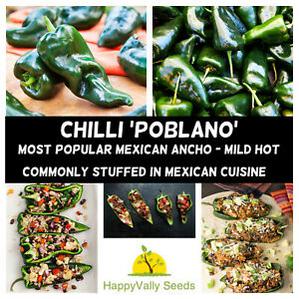 CHILLI 'POBLANO'
MOST POPULAR MEXICAN ANCHO - MILD HOT
COMMONLY STUFFED IN MEXICAN CUISINE
HappyVally Seeds